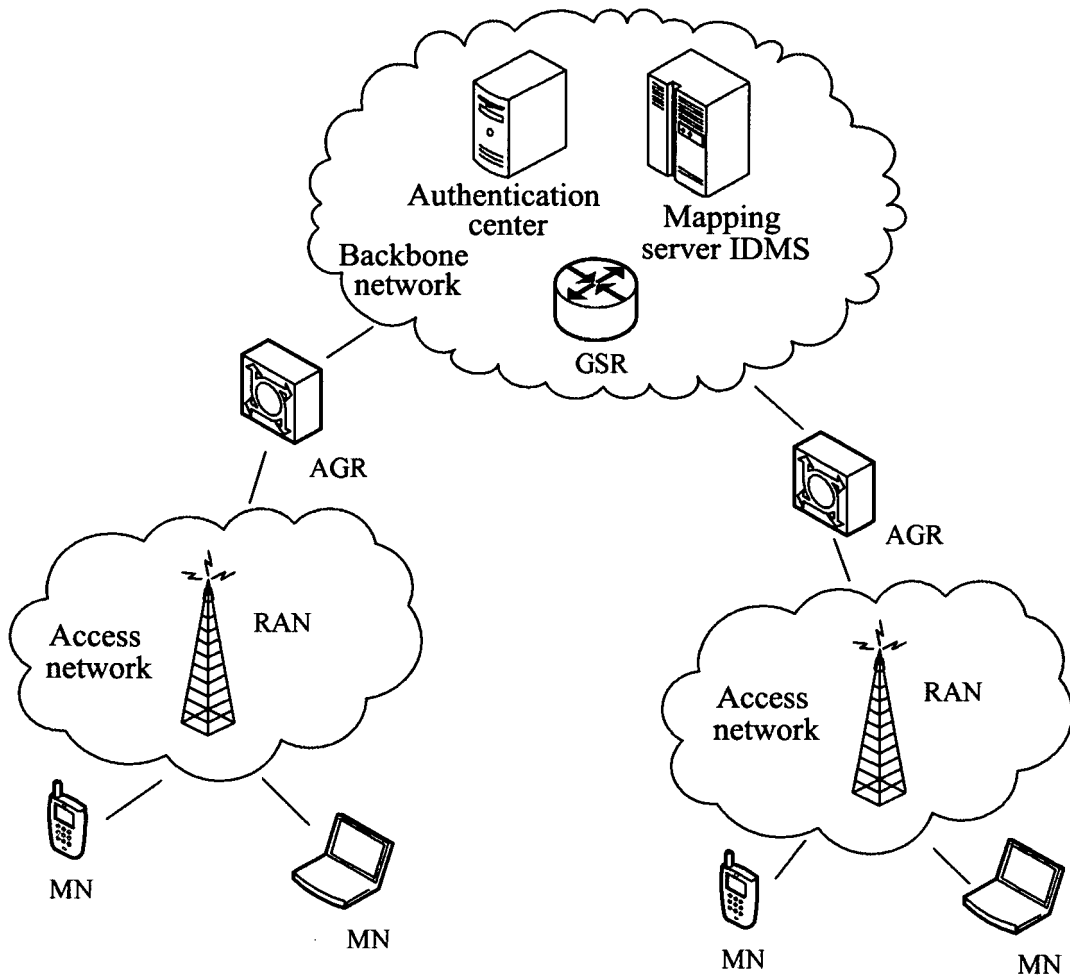 Authentication
center
Mapping
server IDMS
Backbone
network
GSR
AGR
AGR
Access
network
RAN
Access
network
RAN
MN
MN
MN
MN